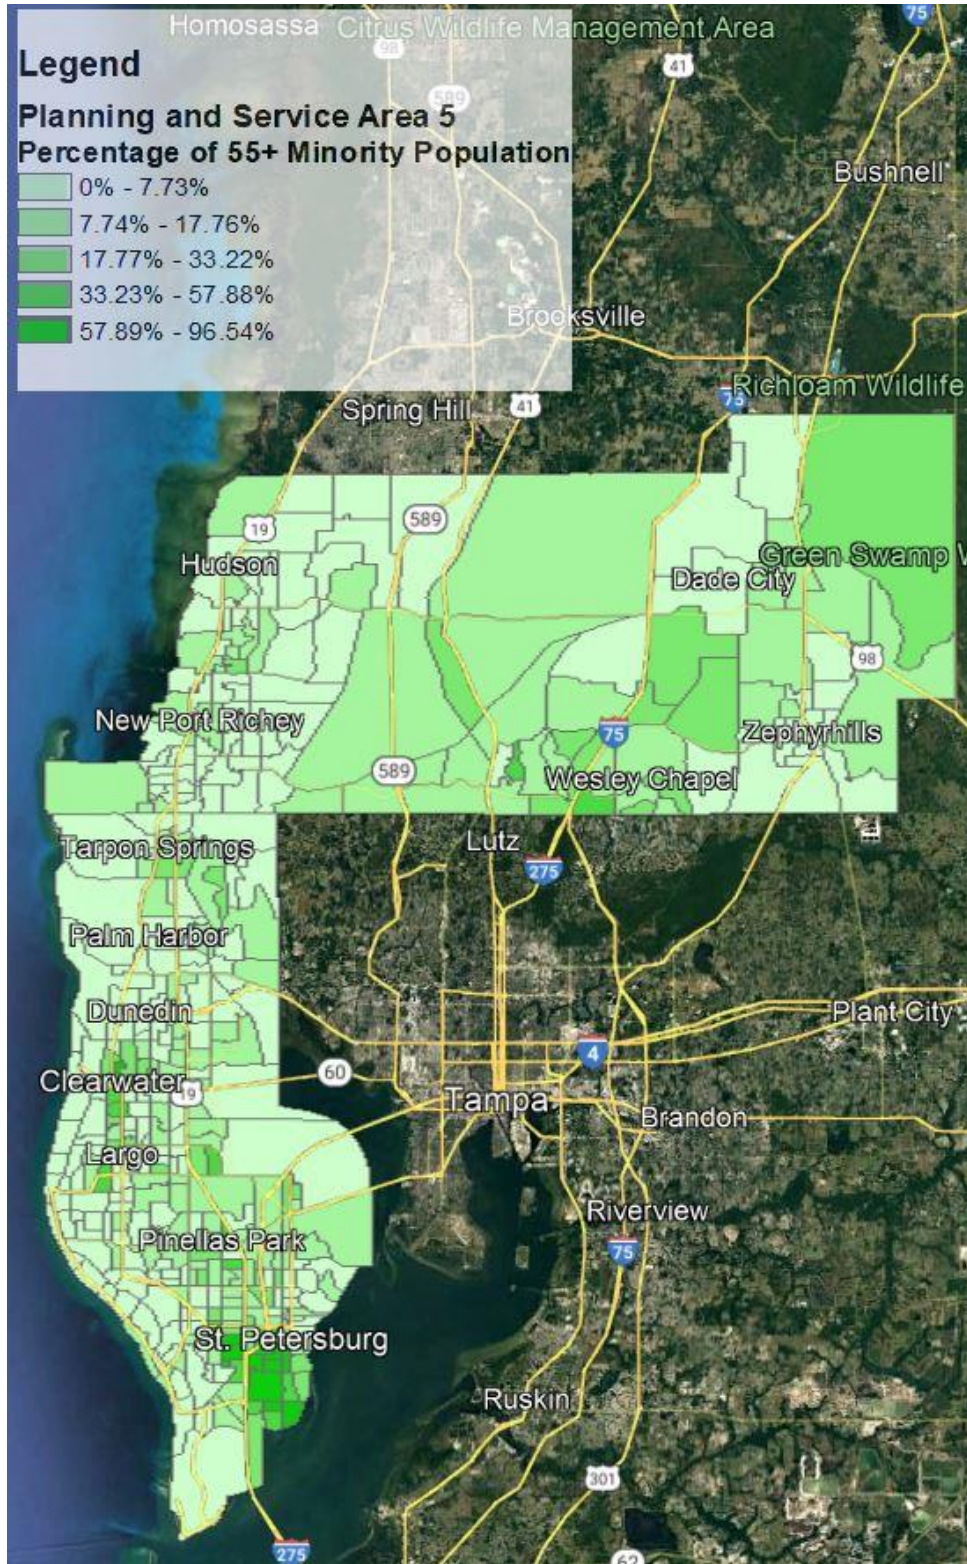 Homosassa
Citrus Wildlife Management Area
75
98
41
Legend
589
Planning and Service Area 5
Percentage of 55+ Minority Population
Bushnell
0% - 7.73%
7.74% - 17.76%
17.77% - 33.22%
33.23% - 57.88%
57.89% - 96.54%
Brooksville
Richloam Wildlife
75
Spring Hill
41
589
19
Green Swamp W
Hudson
Dade City
98
New Port Richey
75
Zephyrhills
589
Wesley Chapel
Lutz
Tarpon Springs
275
Palm Harbor
Dunedin
Plant City
4
60
Clearwater
19
Tampa
Brandon
Largo
Riverview
Pinellas Park
75
St. Petersburg
Ruskin
301
275
62